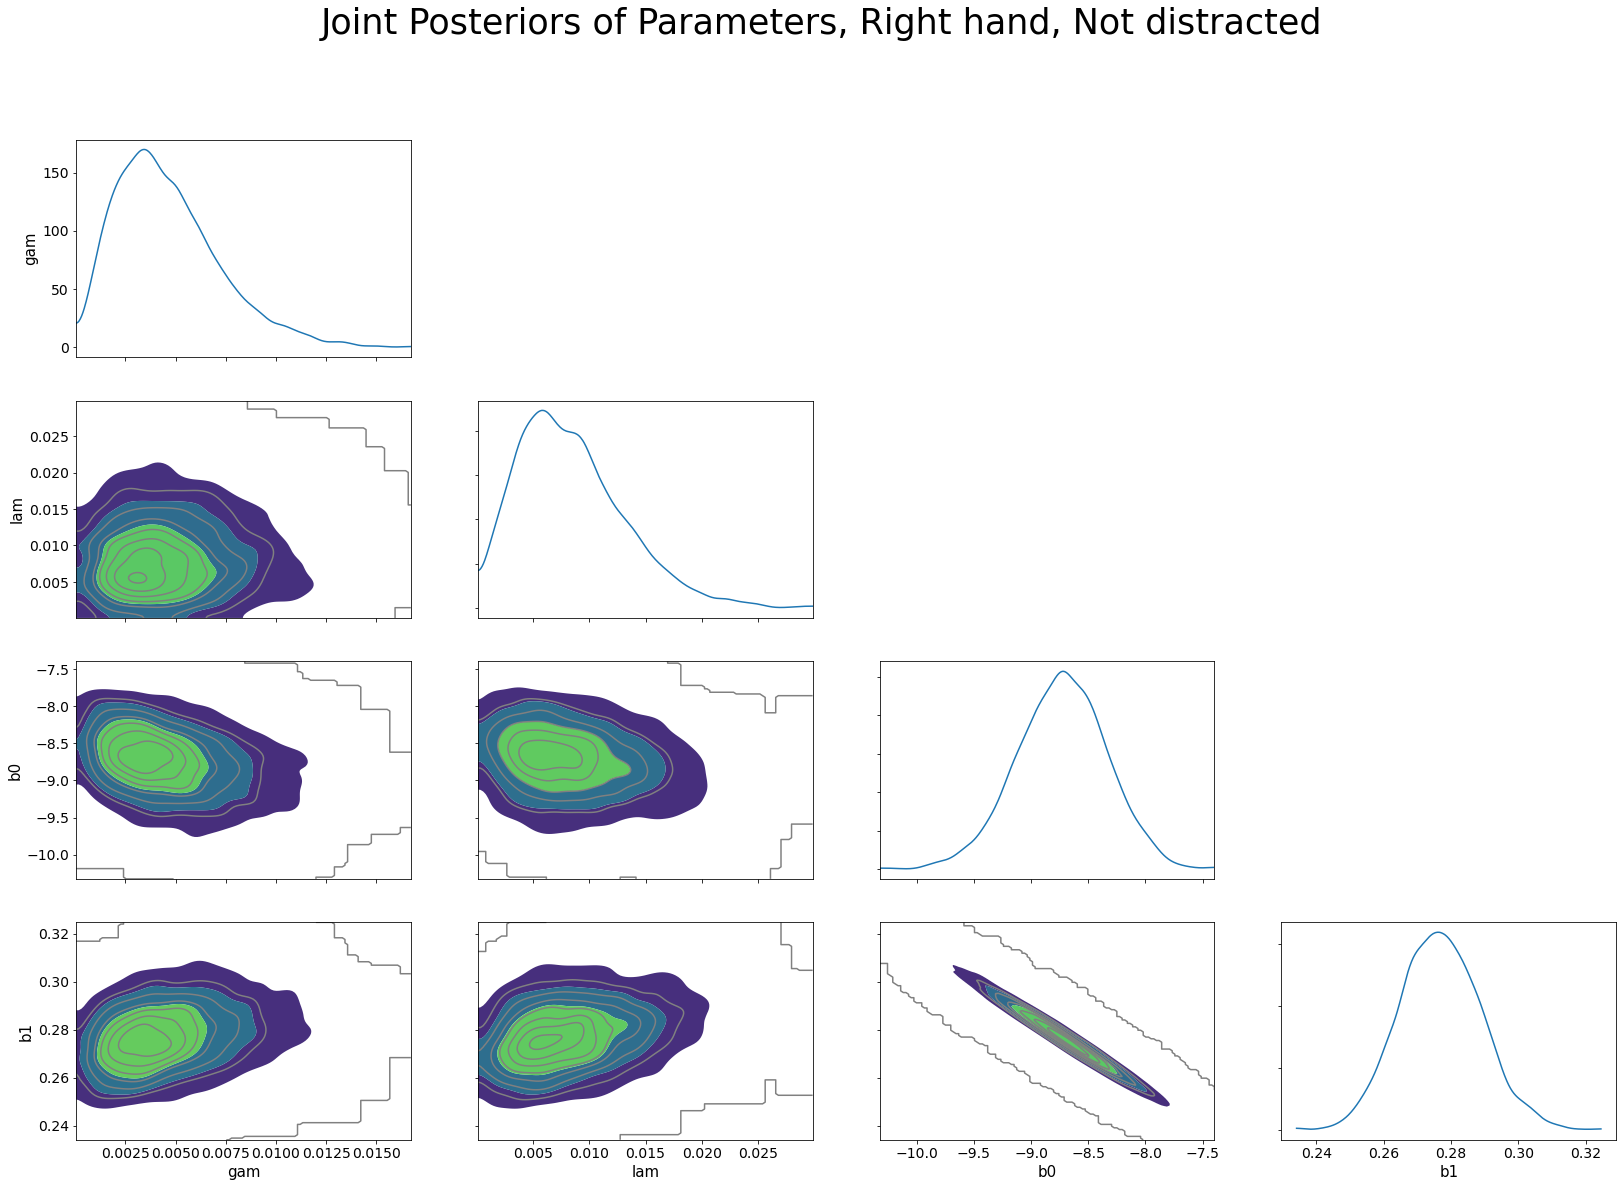 Joint Posteriors of Parameters, Right hand, Not distracted
150
100
50
0
gam
0.025
0.020
0.015
0.010
0.005
lam
−7.5
−8.0
−8.5
−9.0
−9.5
−10.0
b0
0.32
0.30
0.28
0.26
0.24
b1
0.0025 0.0050 0.0075 0.0100 0.0125 0.0150
gam
0.005 0.010 0.015 0.020 0.025
lam
−10.0 −9.5 −9.0 −8.5 −8.0 −7.5
b0
0.24 0.26 0.28 0.30 0.32
b1